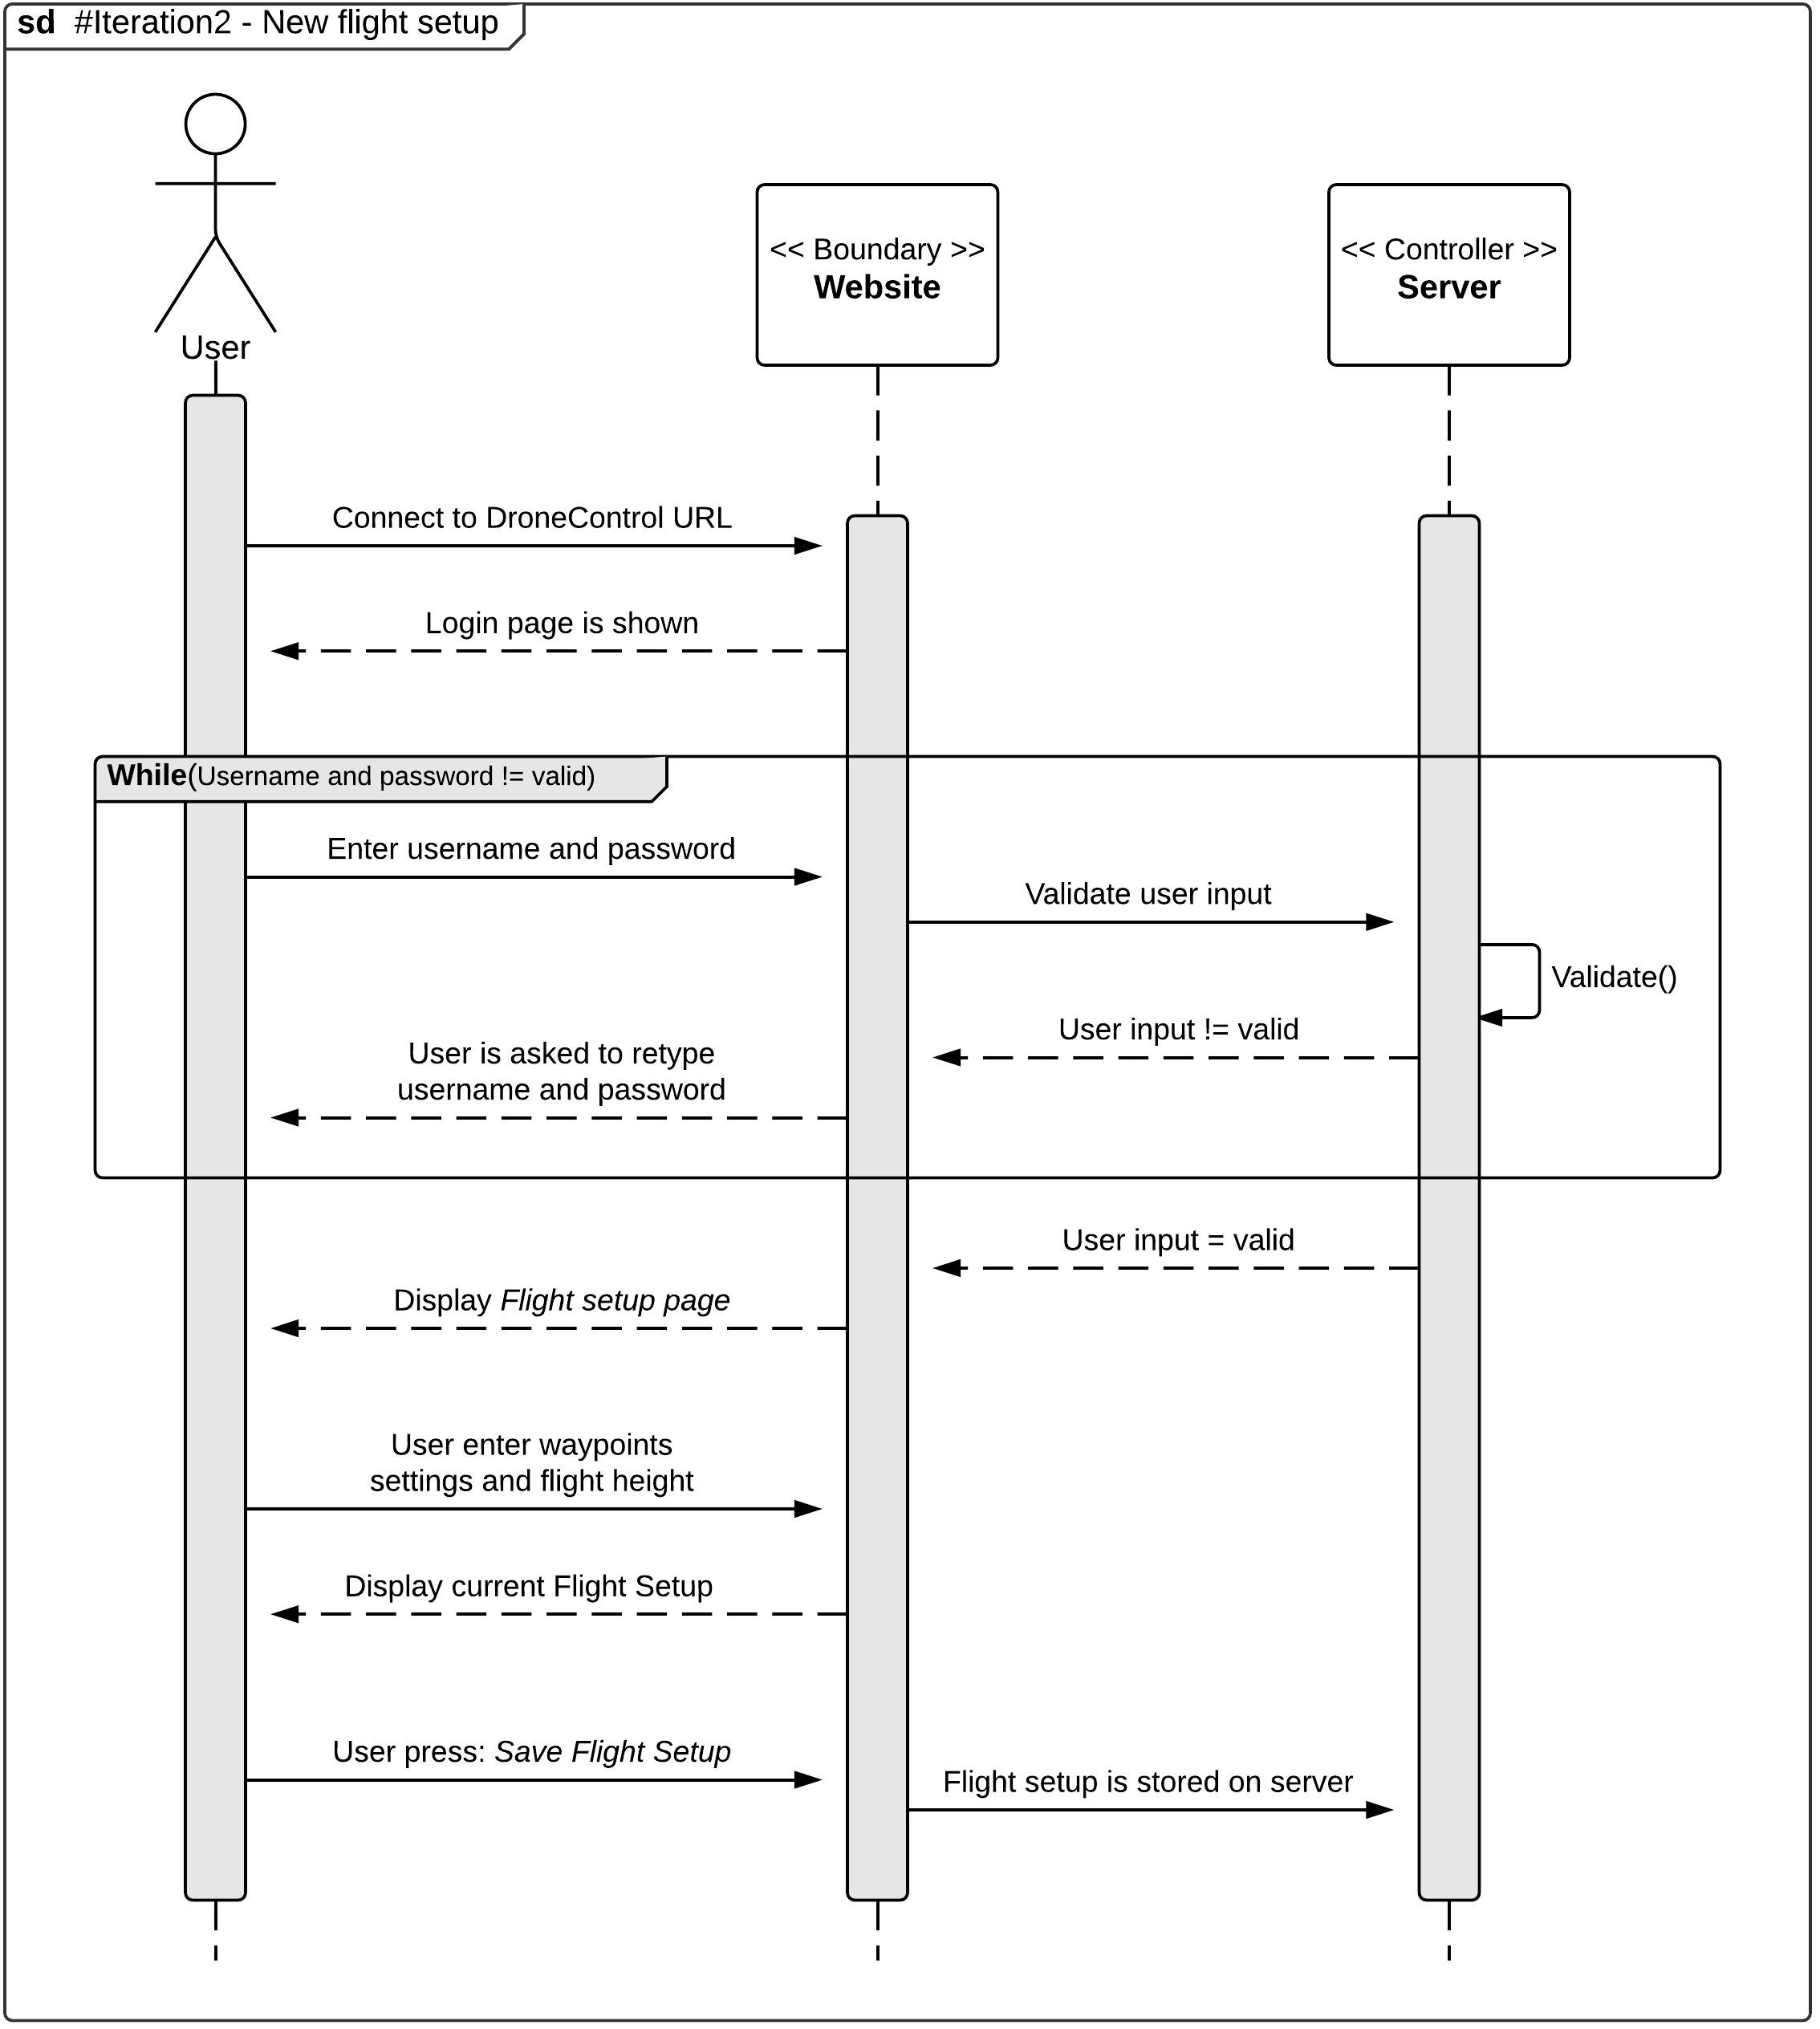 sd #Iteration2 - New flight setup
User
<< Boundary >>
Website
<< Controller >>
Server
Connect to DroneControl URL
Login page is shown
While(Username and password != valid)
Enter username and password
Validate user input
Validate()
User input != valid
User is asked to retype
username and password
User input = valid
Display Flight setup page
User enter waypoints
settings and flight height
Display current Flight Setup
User press: Save Flight Setup
Flight setup is stored on server